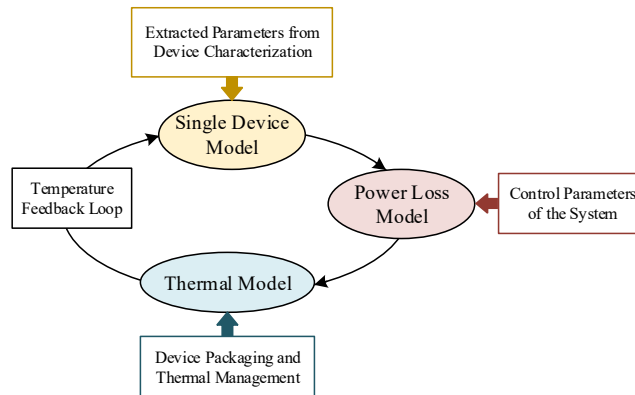 Extracted Parameters from
Device Characterization
Single Device
Model
Temperature
Feedback Loop
Power Loss
Model
Control Parameters
of the System
Thermal Model
Device Packaging and
Thermal Management